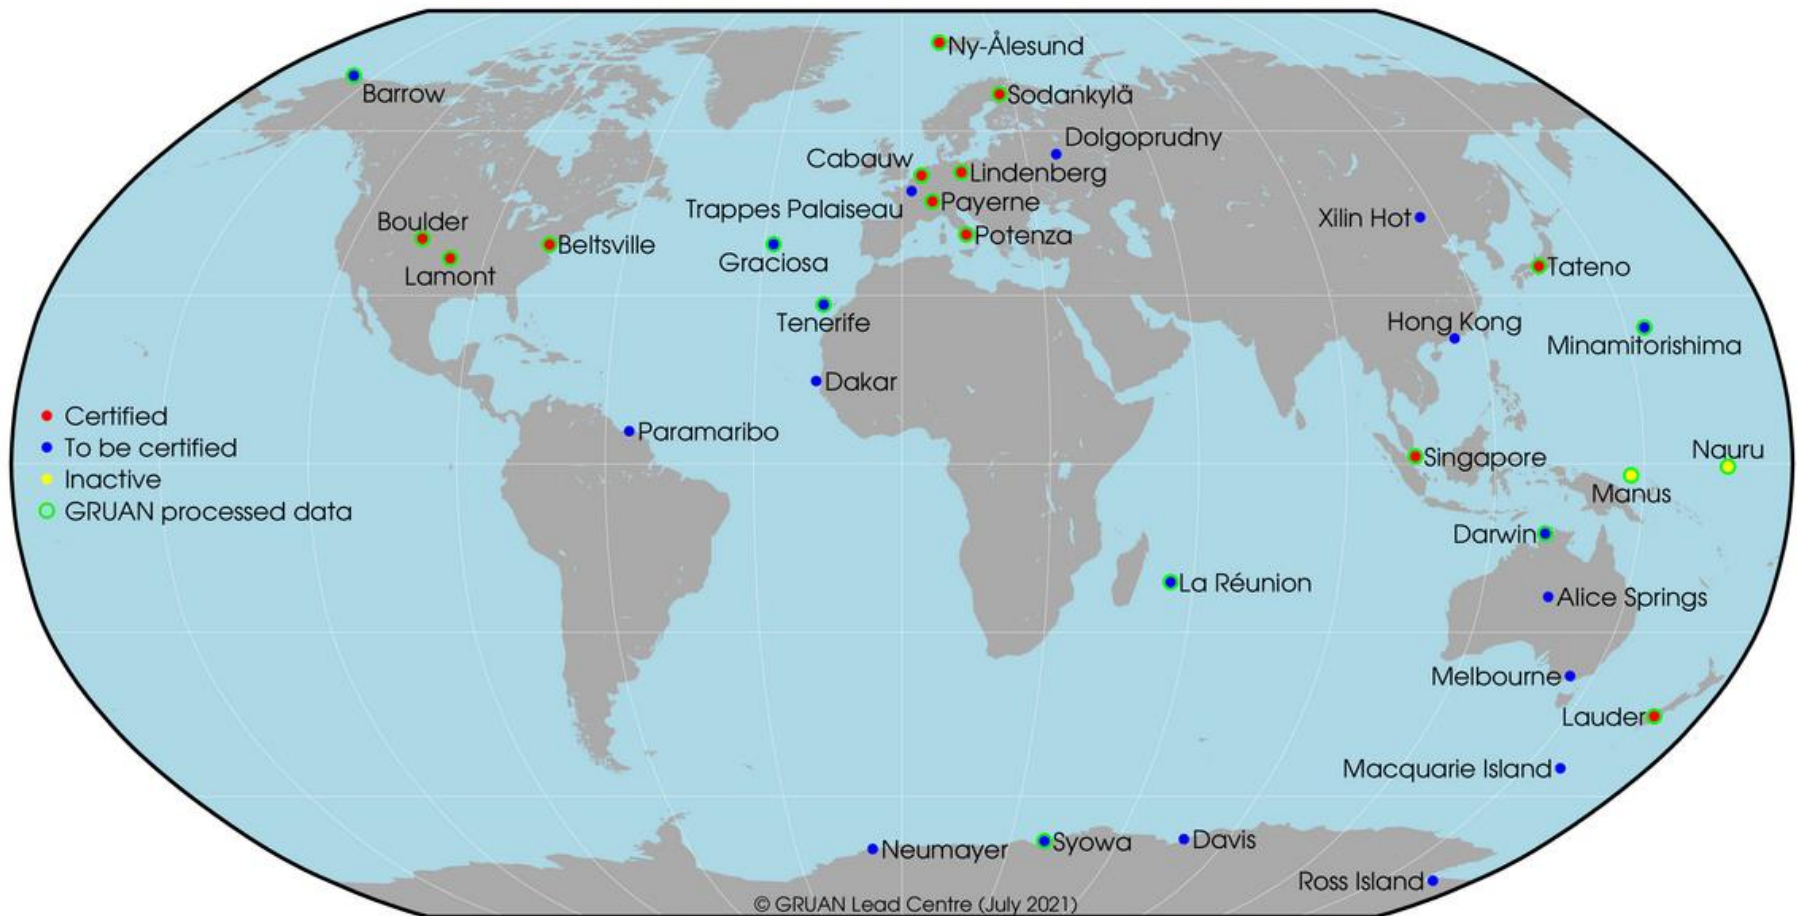 Ny-Ålesund
Barrow
Sodankylä
Dolgoprudny
Cabauw
Lindenberg
Trappes Palaiseau
Payerne
Xilin Hot
Boulder
Potenza
Beltsville
Graciosa
Lamont
Tateno
Tenerife
Hong Kong
Minamitorishima
Dakar
Certified
Paramaribo
To be certified
Nauru
Singapore
Inactive
Manus
GRUAN processed data
Darwin
La Réunion
Alice Springs
Melbourne
Lauder
Macquarie Island
Neumayer
Syowa
Davis
Ross Island
© GRUAN Lead Centre (July 2021)